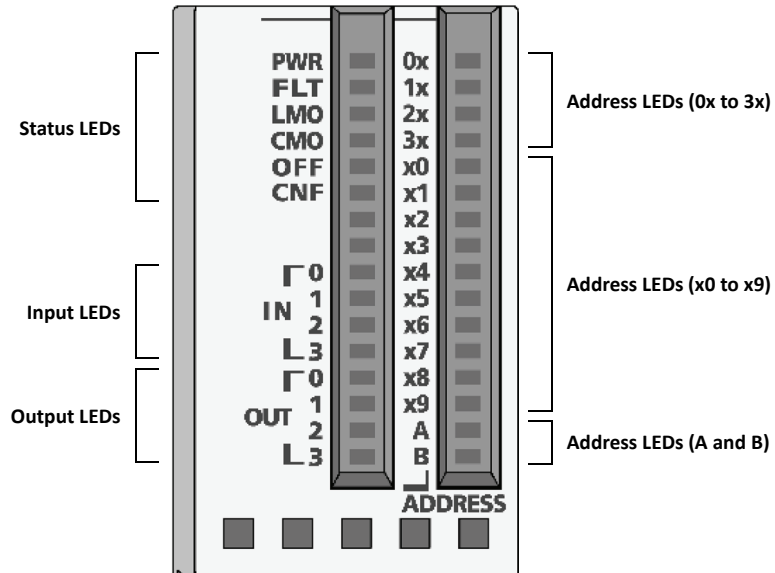 PWR 0x
FLT 1x
LMO 2x
CMO 3x
OFF x0
CNF x1
x2
x3
0 x4
IN 1 x5
2 x6
3 x7
0 x8
OUT 1 x9
2 A
3 B
ADDRESS
Status LEDs
Input LEDs
Output LEDs
Address LEDs (0x to 3x)
Address LEDs (x0 to x9)
Address LEDs (A and B)